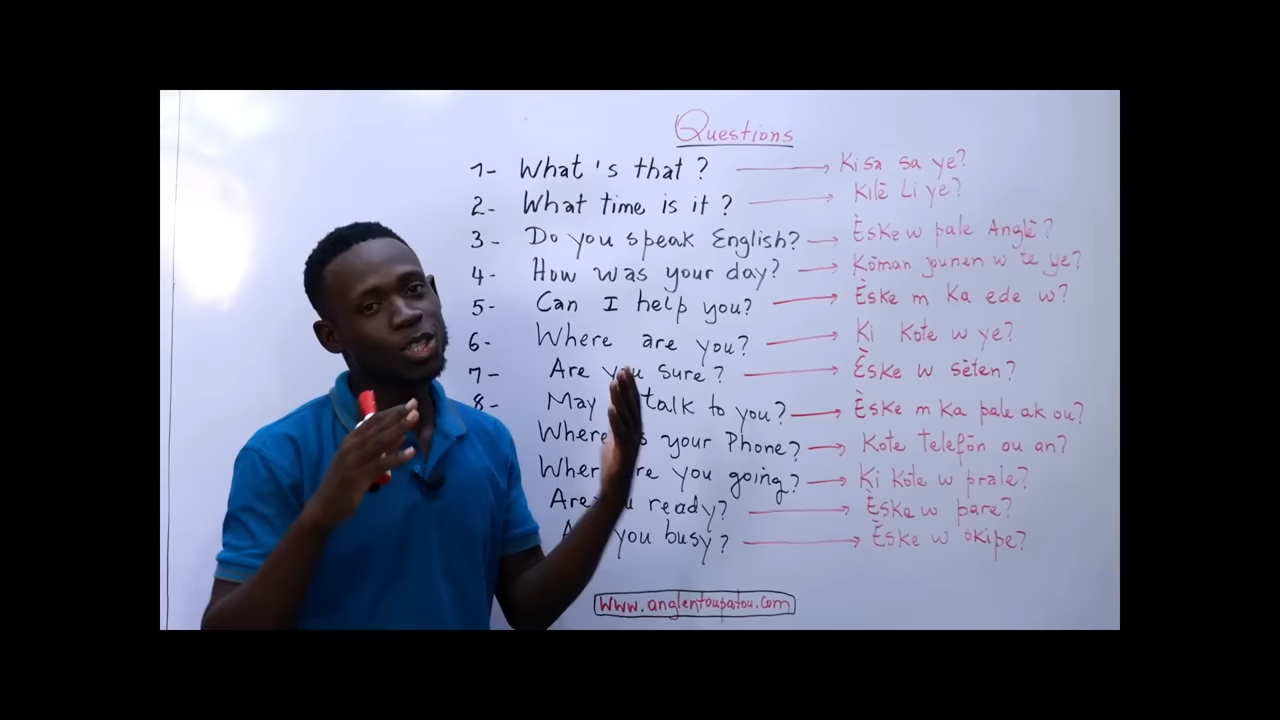 Questions
1- What's that? Kisa sa ye?
2- What time is it? Kilè Li ye?
3- Do you speak English? Èske w pale Anglè?
4- How was your day? Kòman jounen w te ye?
5- Can I help you? Èske m Ka ede w?
6- Where are you? Ki Kote w ye?
7- Are you sure? Èske w sèten?
8- May talk to you? Èske m Ka pale ak ou?
Where your Phone? Kote telefòn ou an?
you going? Ki Kote w prale?
Are ready? Èske w pare?
you busy? Èske w okipe?
www.anglentoupatou.com